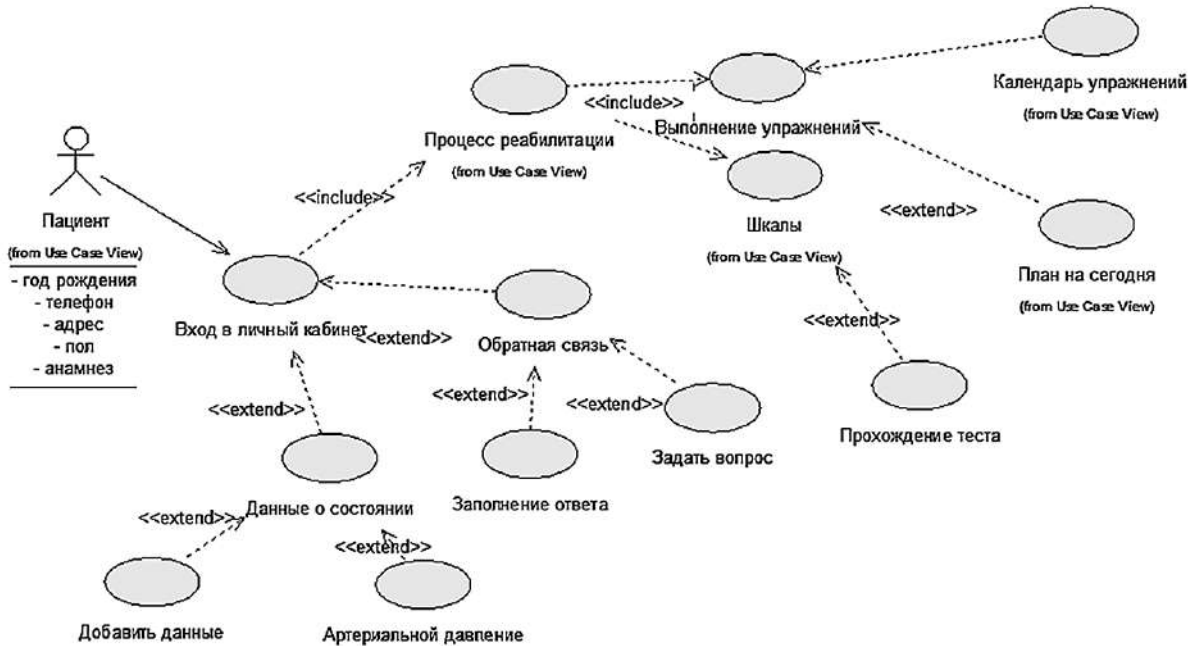 Календарь упражнений
(from Use Case View)
<<include>>
Выполнение упражнений
Процесс реабилитации
(from Use Case View)
<<include>>
Пациент
(from Use Case View)
- год рождения
- телефон
- адрес
- пол
- анамнез
Шкалы
(from Use Case View)
<<extend>>
План на сегодня
(from Use Case View)
Вход в личный кабинет
<<extend>>
Обратная связь
<<extend>>
<<extend>>
<<extend>>
<<extend>>
Прохождение теста
Задать вопрос
Данные о состоянии
Заполнение ответа
<<extend>>
<<extend>>
Добавить данные
Артериальной давление